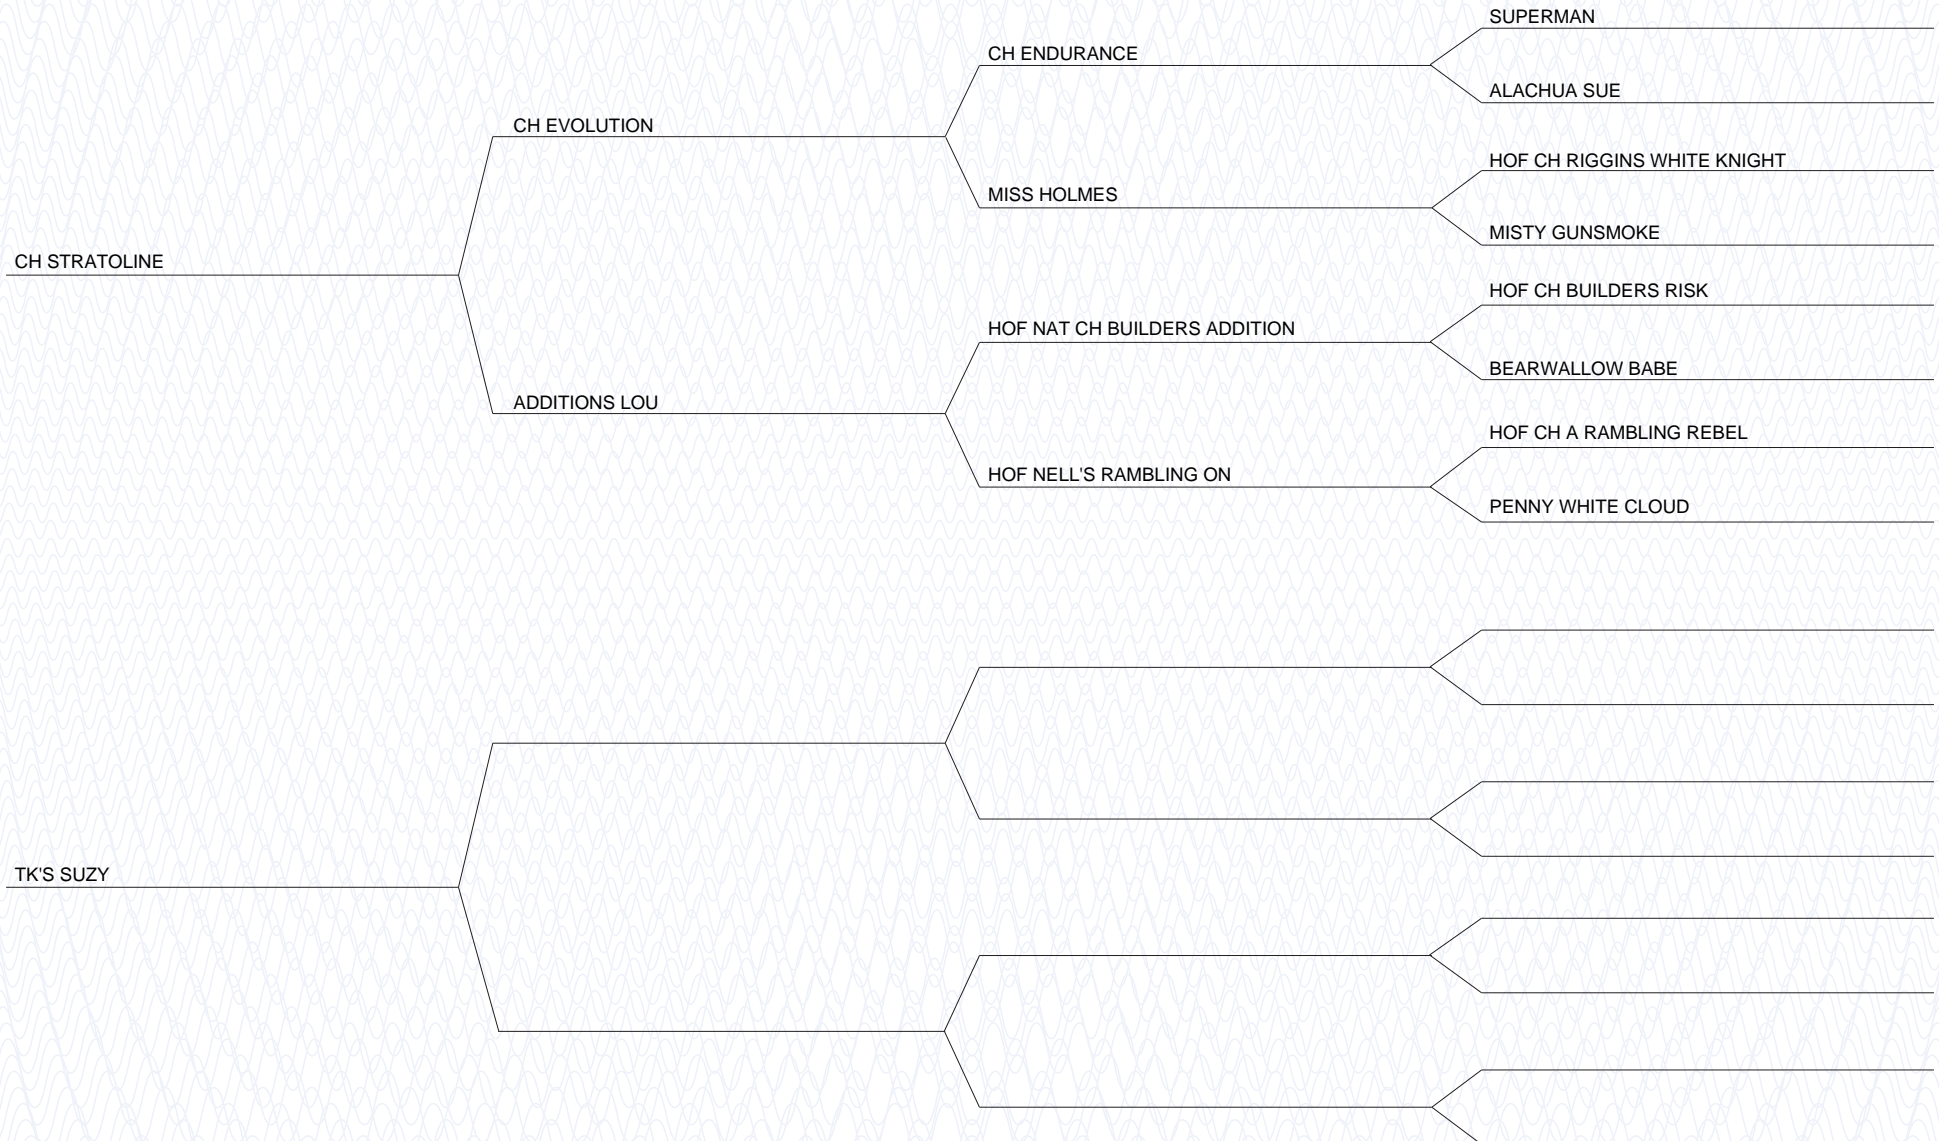 SUPERMAN
CH ENDURANCE
ALACHUA SUE
CH EVOLUTION
HOF CH RIGGINS WHITE KNIGHT
MISS HOLMES
MISTY GUNSMOKE
CH STRATOLINE
HOF CH BUILDERS RISK
HOF NAT CH BUILDERS ADDITION
BEARWALLOW BABE
ADDITIONS LOU
HOF CH A RAMBLING REBEL
HOF NELL'S RAMBLING ON
PENNY WHITE CLOUD
TK'S SUZY